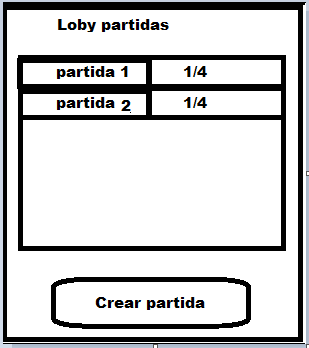 Loby partidas
partida 1 1/4
partida 2 1/4
Crear partida